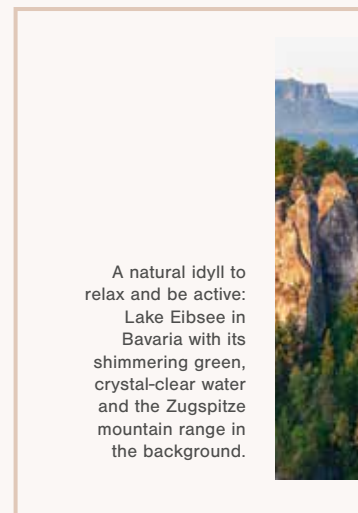 A natural idyll to
relax and be active:
Lake Eibsee in
Bavaria with its
shimmering green,
crystal-clear water
and the Zugspitze
mountain range in
the background.